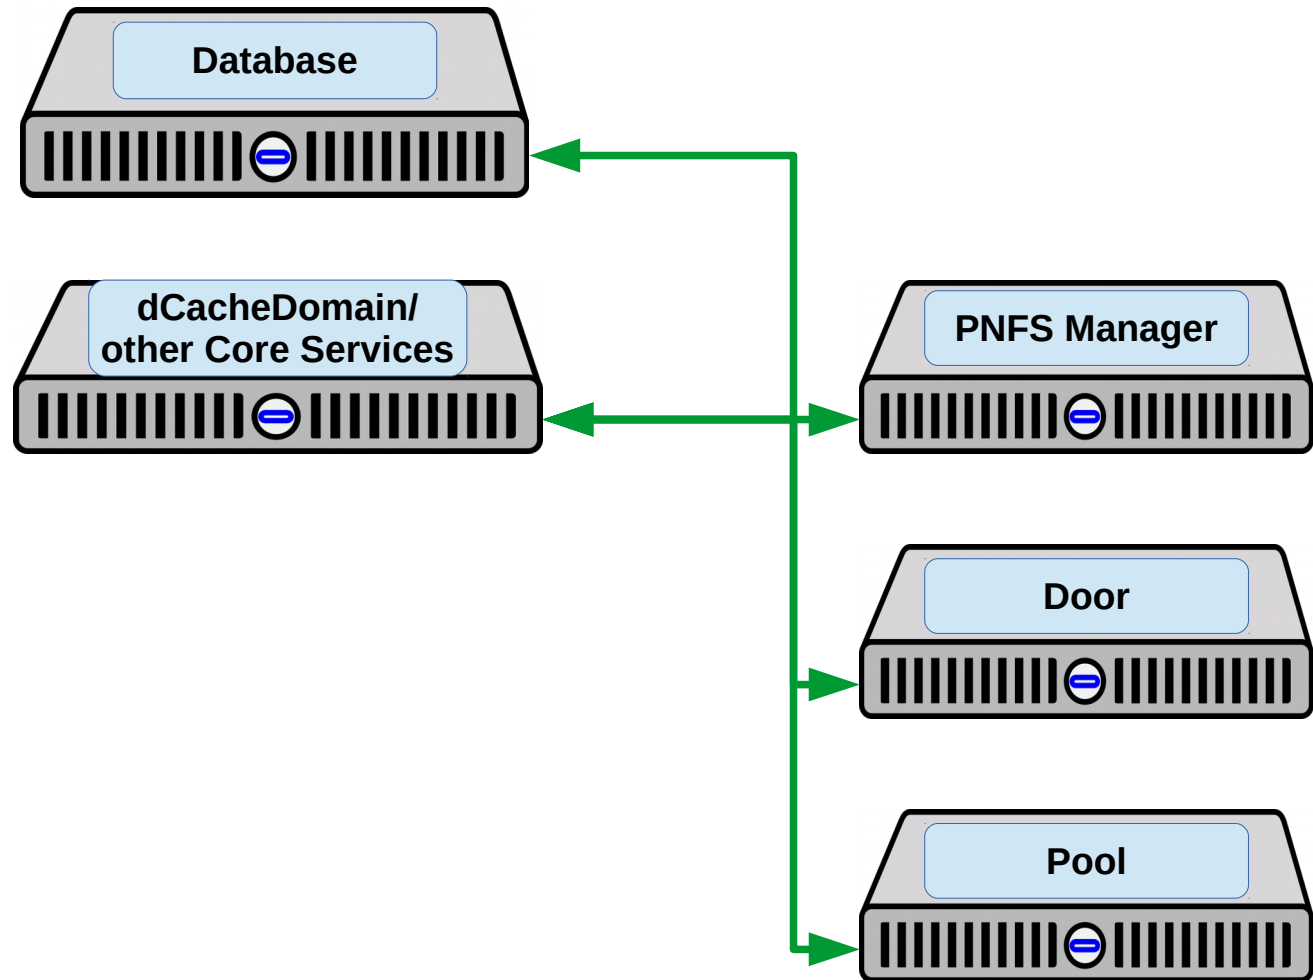 Database
dCacheDomain/
other Core Services
PNFS Manager
Door
Pool